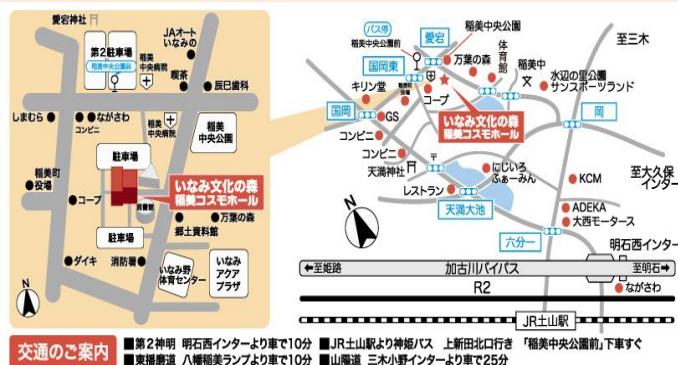 愛宕神社
第2駐車場
稲美中央公園前
JAオート
いなみの
稲美
中央病院
喫茶
辰巳歯科
しまむら
ながさわ
コンビニ
稲美
中央病院
稲美
中央公園
駐車場
稲美町
役場
いなみ文化の森
稲美コスモホール
コープ
図書館
万葉の森
郷土資料館
駐車場
ダイキ
消防署
いなみ野
体育センター
いなみ
アクア
プラザ
N
バス停
稲美中央公園前
稲美中央公園
愛宕
万葉の森
体育館
稲美中
至三木
国岡東
キリン堂
稲美町
役場
コープ
水辺の里公園
サンスポーツランド
国岡
GS
いなみ文化の森
稲美コスモホール
岡
コンビニ
コンビニ
天満神社
にじいろ
ふぁーみん
至大久保
インター
レストラン
KCM
天満大池
ADEKA
大西モータース
六分一
N
明石西インター
←至姫路
加古川バイパス
至明石→
ながさわ
R2
JR土山駅
交通のご案内
■第2神明 明石西インターより車で10分 ■JR土山駅より神姫バス 上新田北口行き 「稲美中央公園前」下車すぐ
■東播磨道 八幡稲美ランプより車で10分 ■山陽道 三木小野インターより車で25分